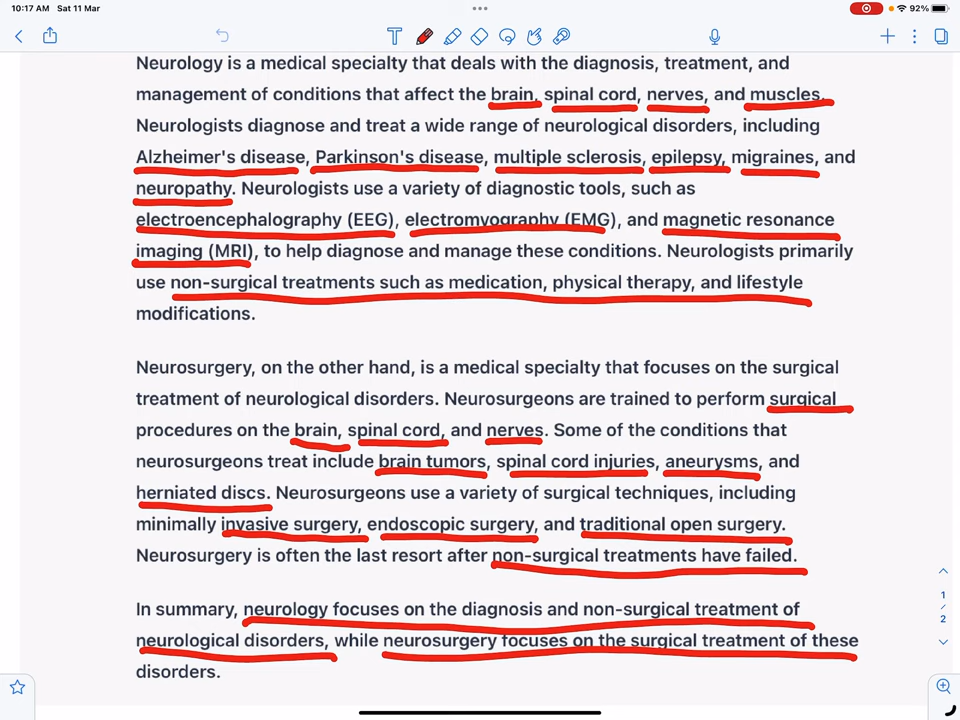 10:17 AM Sat 11 Mar
92%
Neurology is a medical specialty that deals with the diagnosis, treatment, and
management of conditions that affect the brain, spinal cord, nerves, and muscles.
Neurologists diagnose and treat a wide range of neurological disorders, including
Alzheimer's disease, Parkinson's disease, multiple sclerosis, epilepsy, migraines, and
neuropathy. Neurologists use a variety of diagnostic tools, such as
electroencephalography (EEG), electromyography (EMG), and magnetic resonance
imaging (MRI), to help diagnose and manage these conditions. Neurologists primarily
use non-surgical treatments such as medication, physical therapy, and lifestyle
modifications.
Neurosurgery, on the other hand, is a medical specialty that focuses on the surgical
treatment of neurological disorders. Neurosurgeons are trained to perform surgical
procedures on the brain, spinal cord, and nerves. Some of the conditions that
neurosurgeons treat include brain tumors, spinal cord injuries, aneurysms, and
herniated discs. Neurosurgeons use a variety of surgical techniques, including
minimally invasive surgery, endoscopic surgery, and traditional open surgery.
Neurosurgery is often the last resort after non-surgical treatments have failed.
In summary, neurology focuses on the diagnosis and non-surgical treatment of
neurological disorders, while neurosurgery focuses on the surgical treatment of these
disorders.
1
/
2